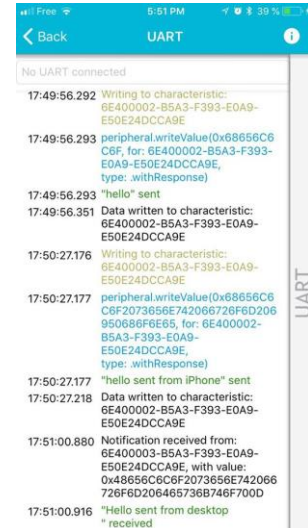 Free 5:51 PM 39 %
Back UART
No UART connected
17:49:56.292 Writing to characteristic:
6E400002-B5A3-F393-E0A9-
E50E24DCCA9E
17:49:56.293 peripheral.writeValue(0x68656C6
C6F, for: 6E400002-B5A3-F393-
E0A9-E50E24DCCA9E,
type: .withResponse)
17:49:56.293 "hello" sent
17:49:56.351 Data written to characteristic:
6E400002-B5A3-F393-E0A9-
E50E24DCCA9E
17:50:27.176 Writing to characteristic:
6E400002-B5A3-F393-E0A9-
E50E24DCCA9E
17:50:27.177 peripheral.writeValue(0x68656C6
C6F2073656E742066726F6D206
950686F6E65, for: 6E400002-
B5A3-F393-E0A9-
E50E24DCCA9E,
type: .withResponse)
17:50:27.177 "hello sent from iPhone" sent
17:50:27.218 Data written to characteristic:
6E400002-B5A3-F393-E0A9-
E50E24DCCA9E
17:51:00.880 Notification received from:
6E400003-B5A3-F393-E0A9-
E50E24DCCA9E, with value:
0x48656C6C6F2073656E742066
726F6D206465736B746F700D
17:51:00.916 "Hello sent from desktop
" received
UART